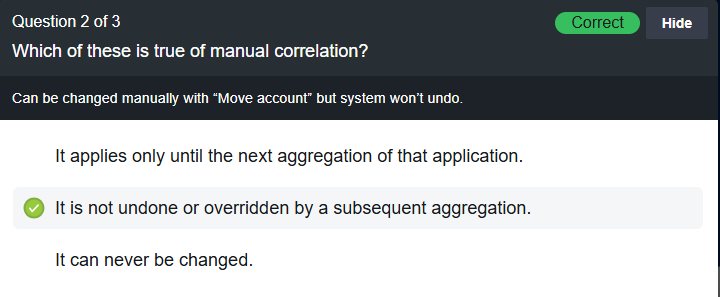 Question 2 of 3
Correct
Hide
Which of these is true of manual correlation?
Can be changed manually with “Move account” but system won’t undo.
It applies only until the next aggregation of that application.
It is not undone or overridden by a subsequent aggregation.
It can never be changed.